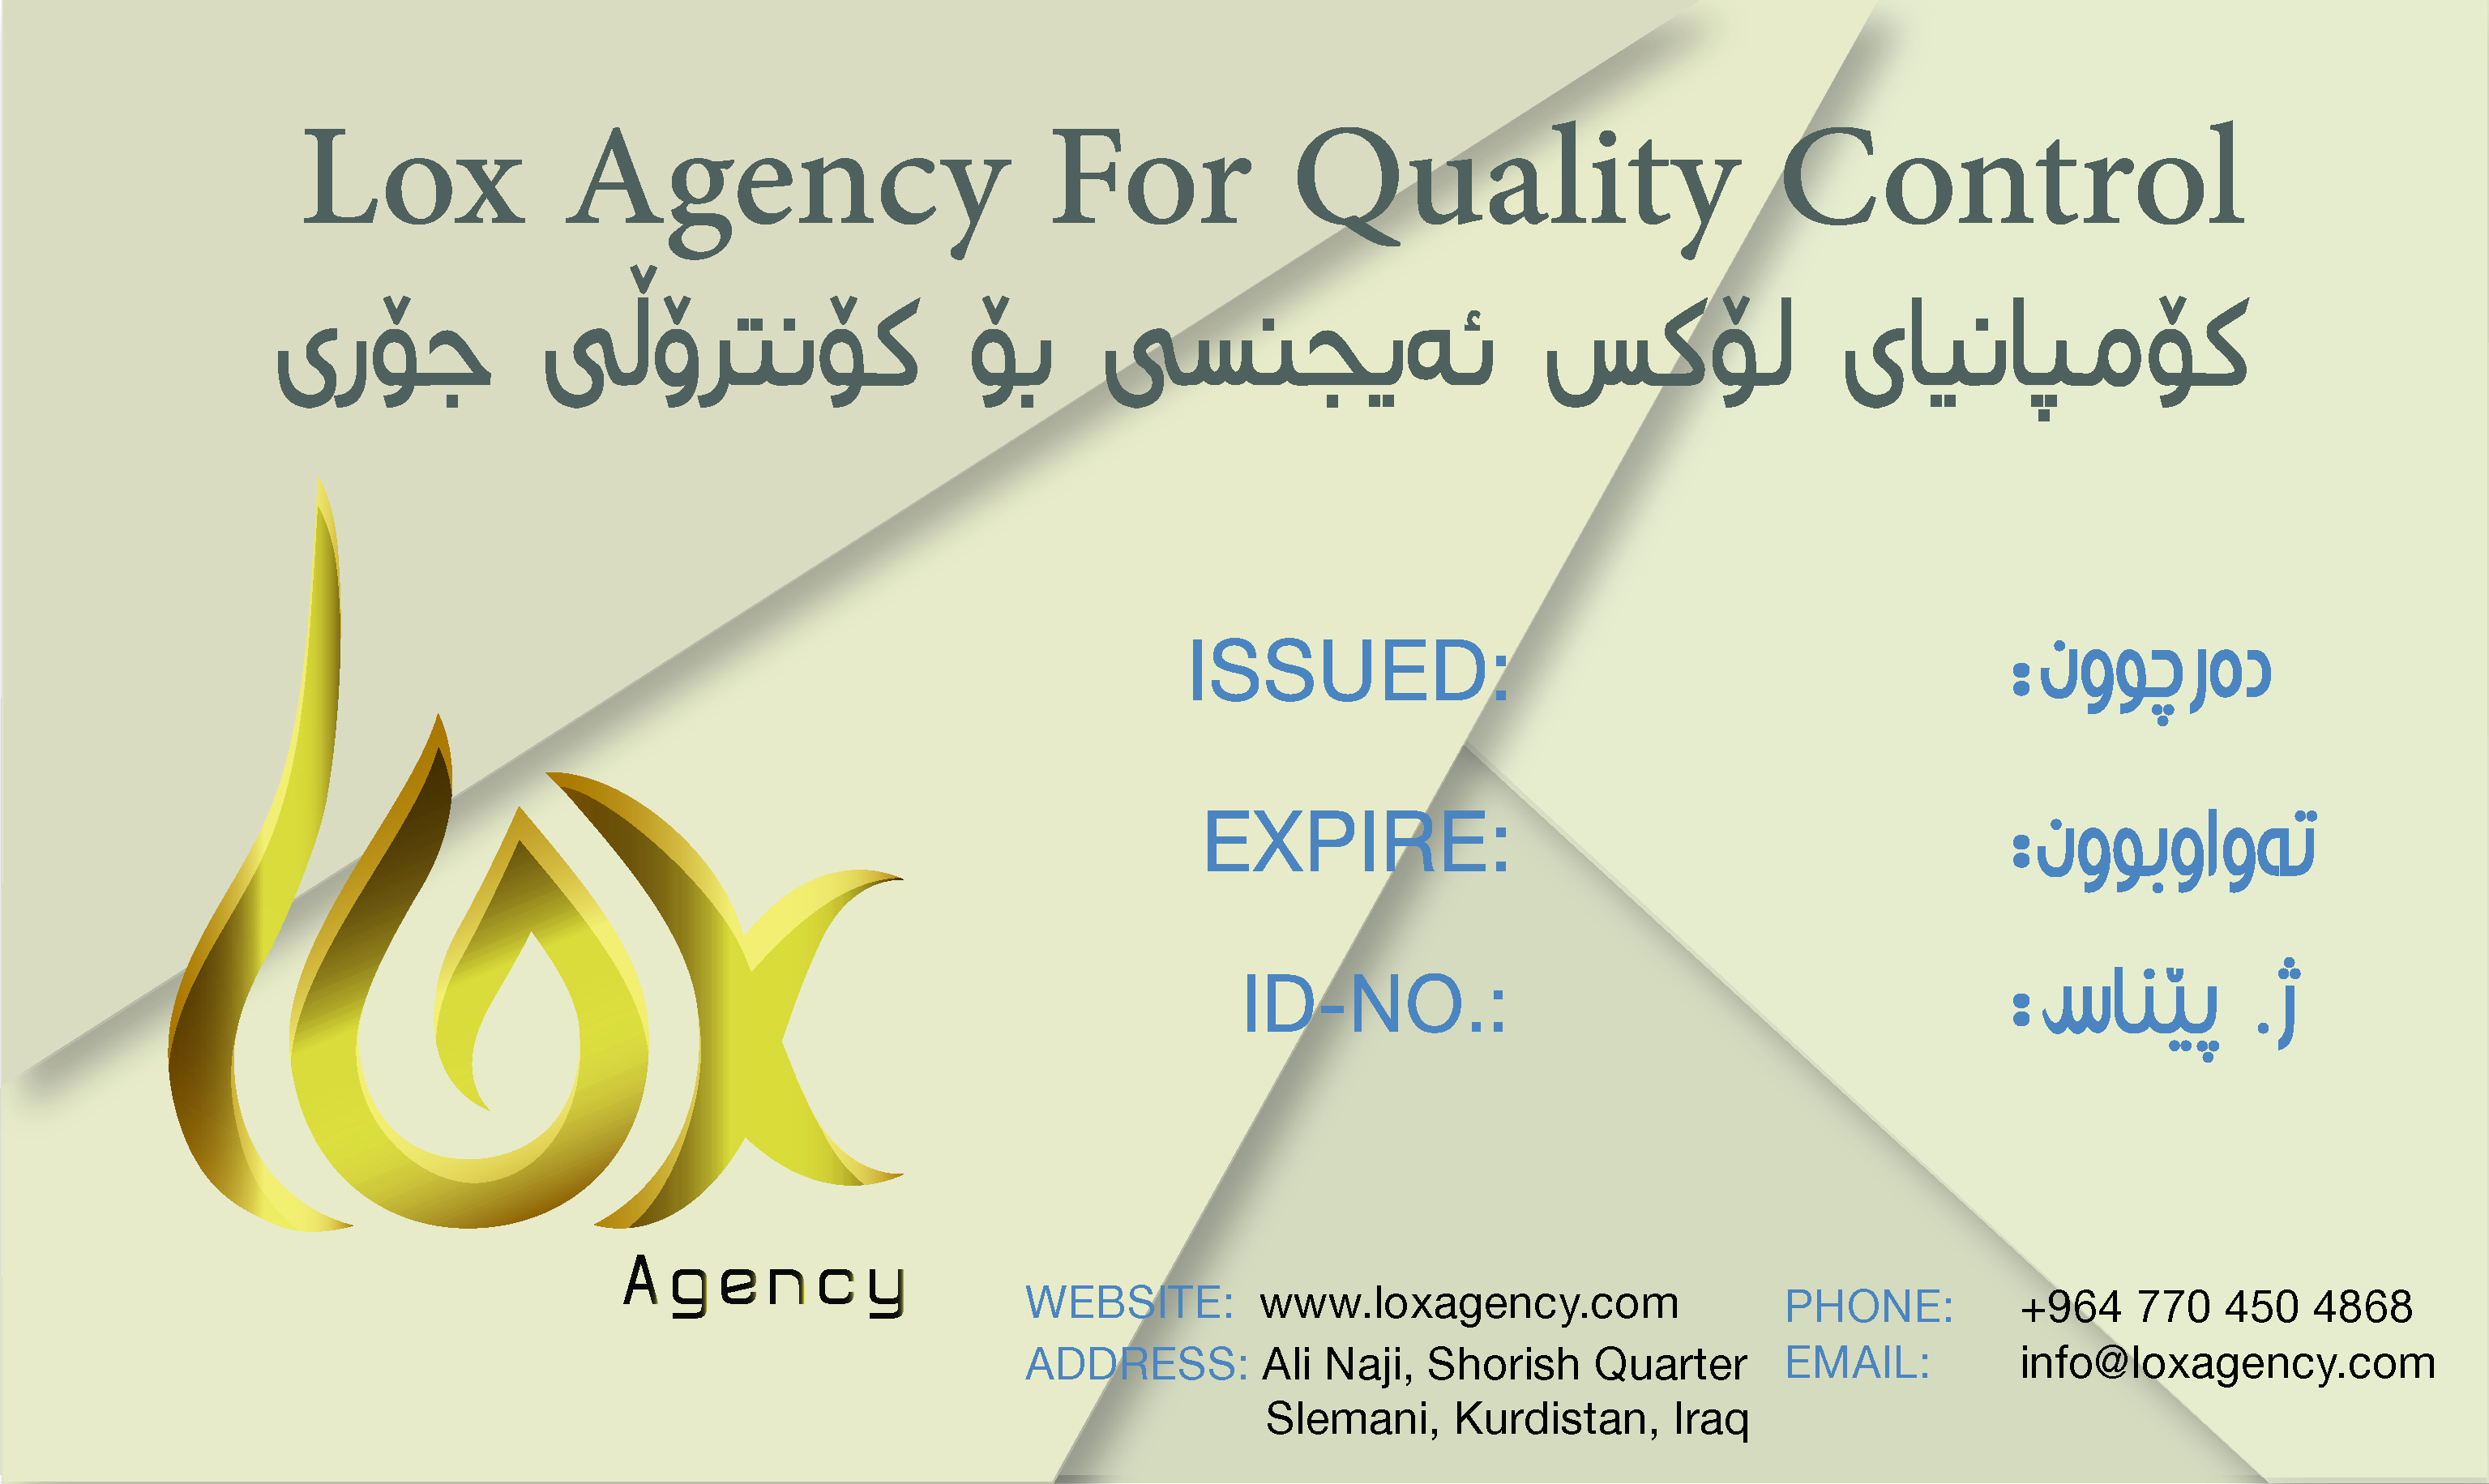 Lox Agency For Quality Control
کۆمپانیای لۆکس ئەیجنسی بۆ کۆنترۆڵی جۆری
ISSUED: دەرچوون:
EXPIRE: تەواوبوون:
ID-NO.: ژ. پێناس:
lox
Agency
WEBSITE: www.loxagency.com PHONE: +964 770 450 4868
ADDRESS: Ali Naji, Shorish Quarter EMAIL: info@loxagency.com
Slemani, Kurdistan, Iraq